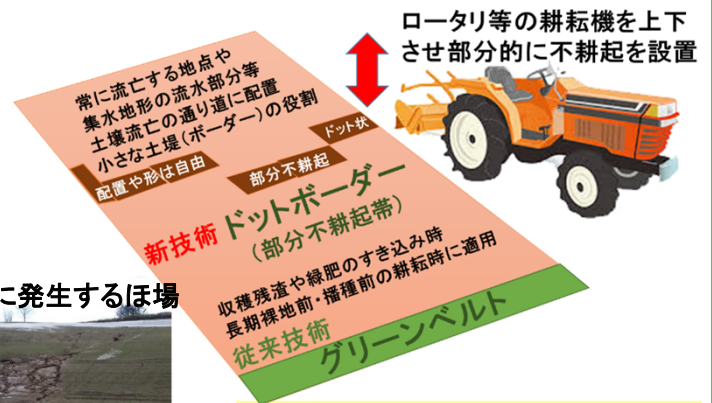 ロータリ等の耕耘機を上下
させ部分的に不耕起を設置
常に流亡する地点や
集水地形の流水部分等
土壌流亡の通り道に配置
小さな土堤(ボーダー)の役割
ドット状
部分不耕起
配置や形は自由
新技術 ドットボーダー
(部分不耕起帯)
収穫残渣や緑肥のすき込み時
長期裸地前・播種前の耕耘時に適用
従来技術
グリーンベルト
に発生するほ場